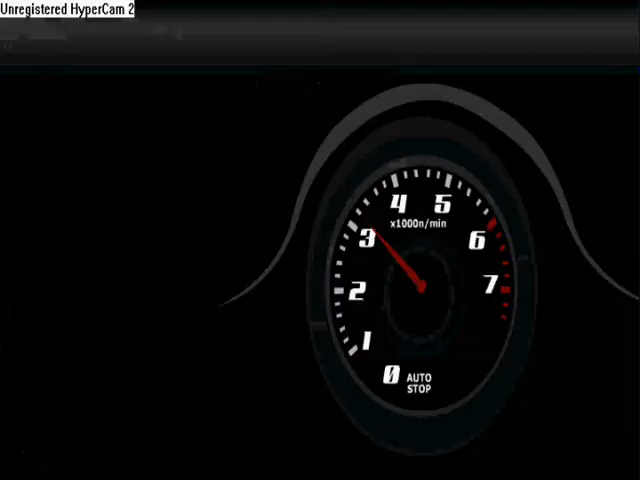 Unregistered HyperCam 2
4 5
x1000n/min
3 6
2 7
1
0 AUTO
STOP